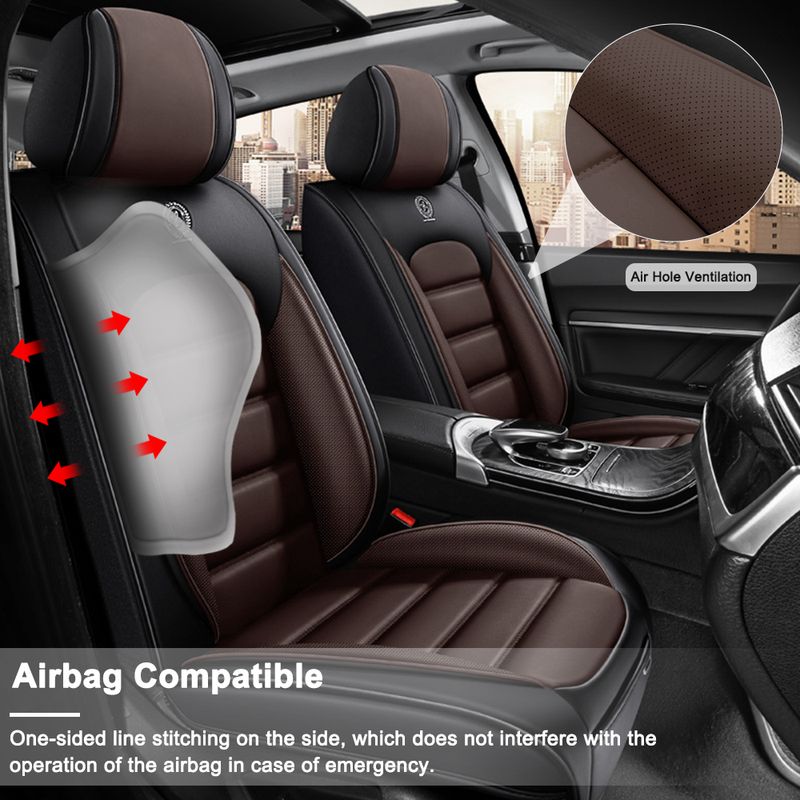 Air Hole Ventilation
Airbag Compatible
One-sided line stitching on the side, which does not interfere with the
operation of the airbag in case of emergency.